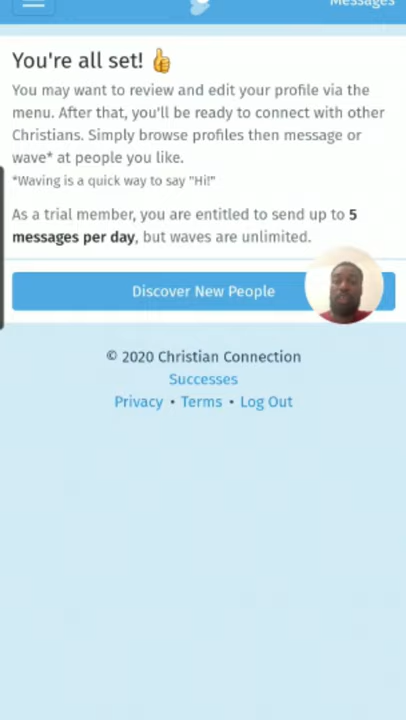 Messages
You're all set! 👍
You may want to review and edit your profile via the
menu. After that, you'll be ready to connect with other
Christians. Simply browse profiles then message or
wave* at people you like.
*Waving is a quick way to say "Hi!"
As a trial member, you are entitled to send up to 5
messages per day, but waves are unlimited.
Discover New People
© 2020 Christian Connection
Successes
Privacy • Terms • Log Out